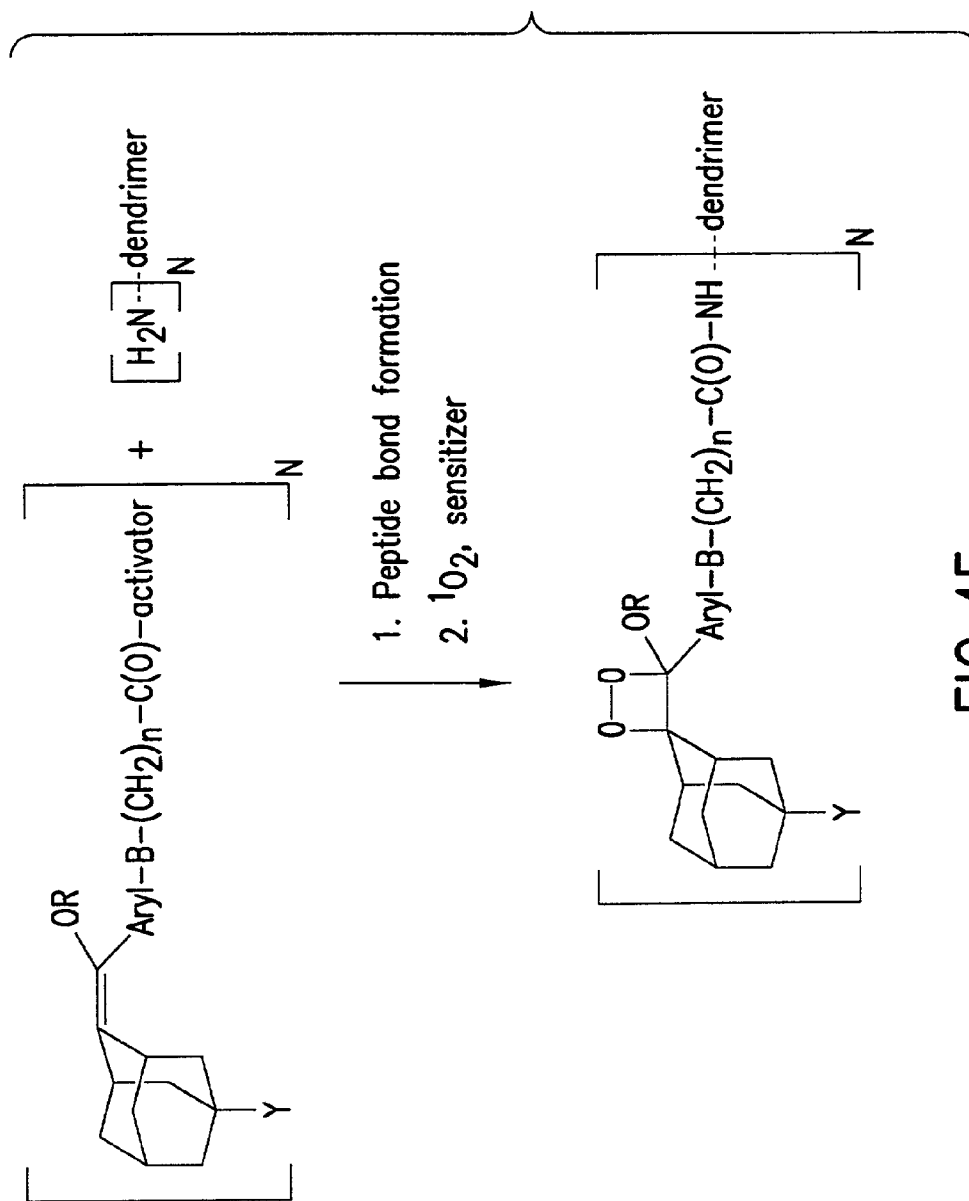 OR
Aryl–B–(CH2)n–C(O)–activator
Y
N
+
H2N---dendrimer
N
1. Peptide bond formation
2. 1O2, sensitizer
O–O
OR
Aryl–B–(CH2)n–C(O)–NH---dendrimer
Y
N